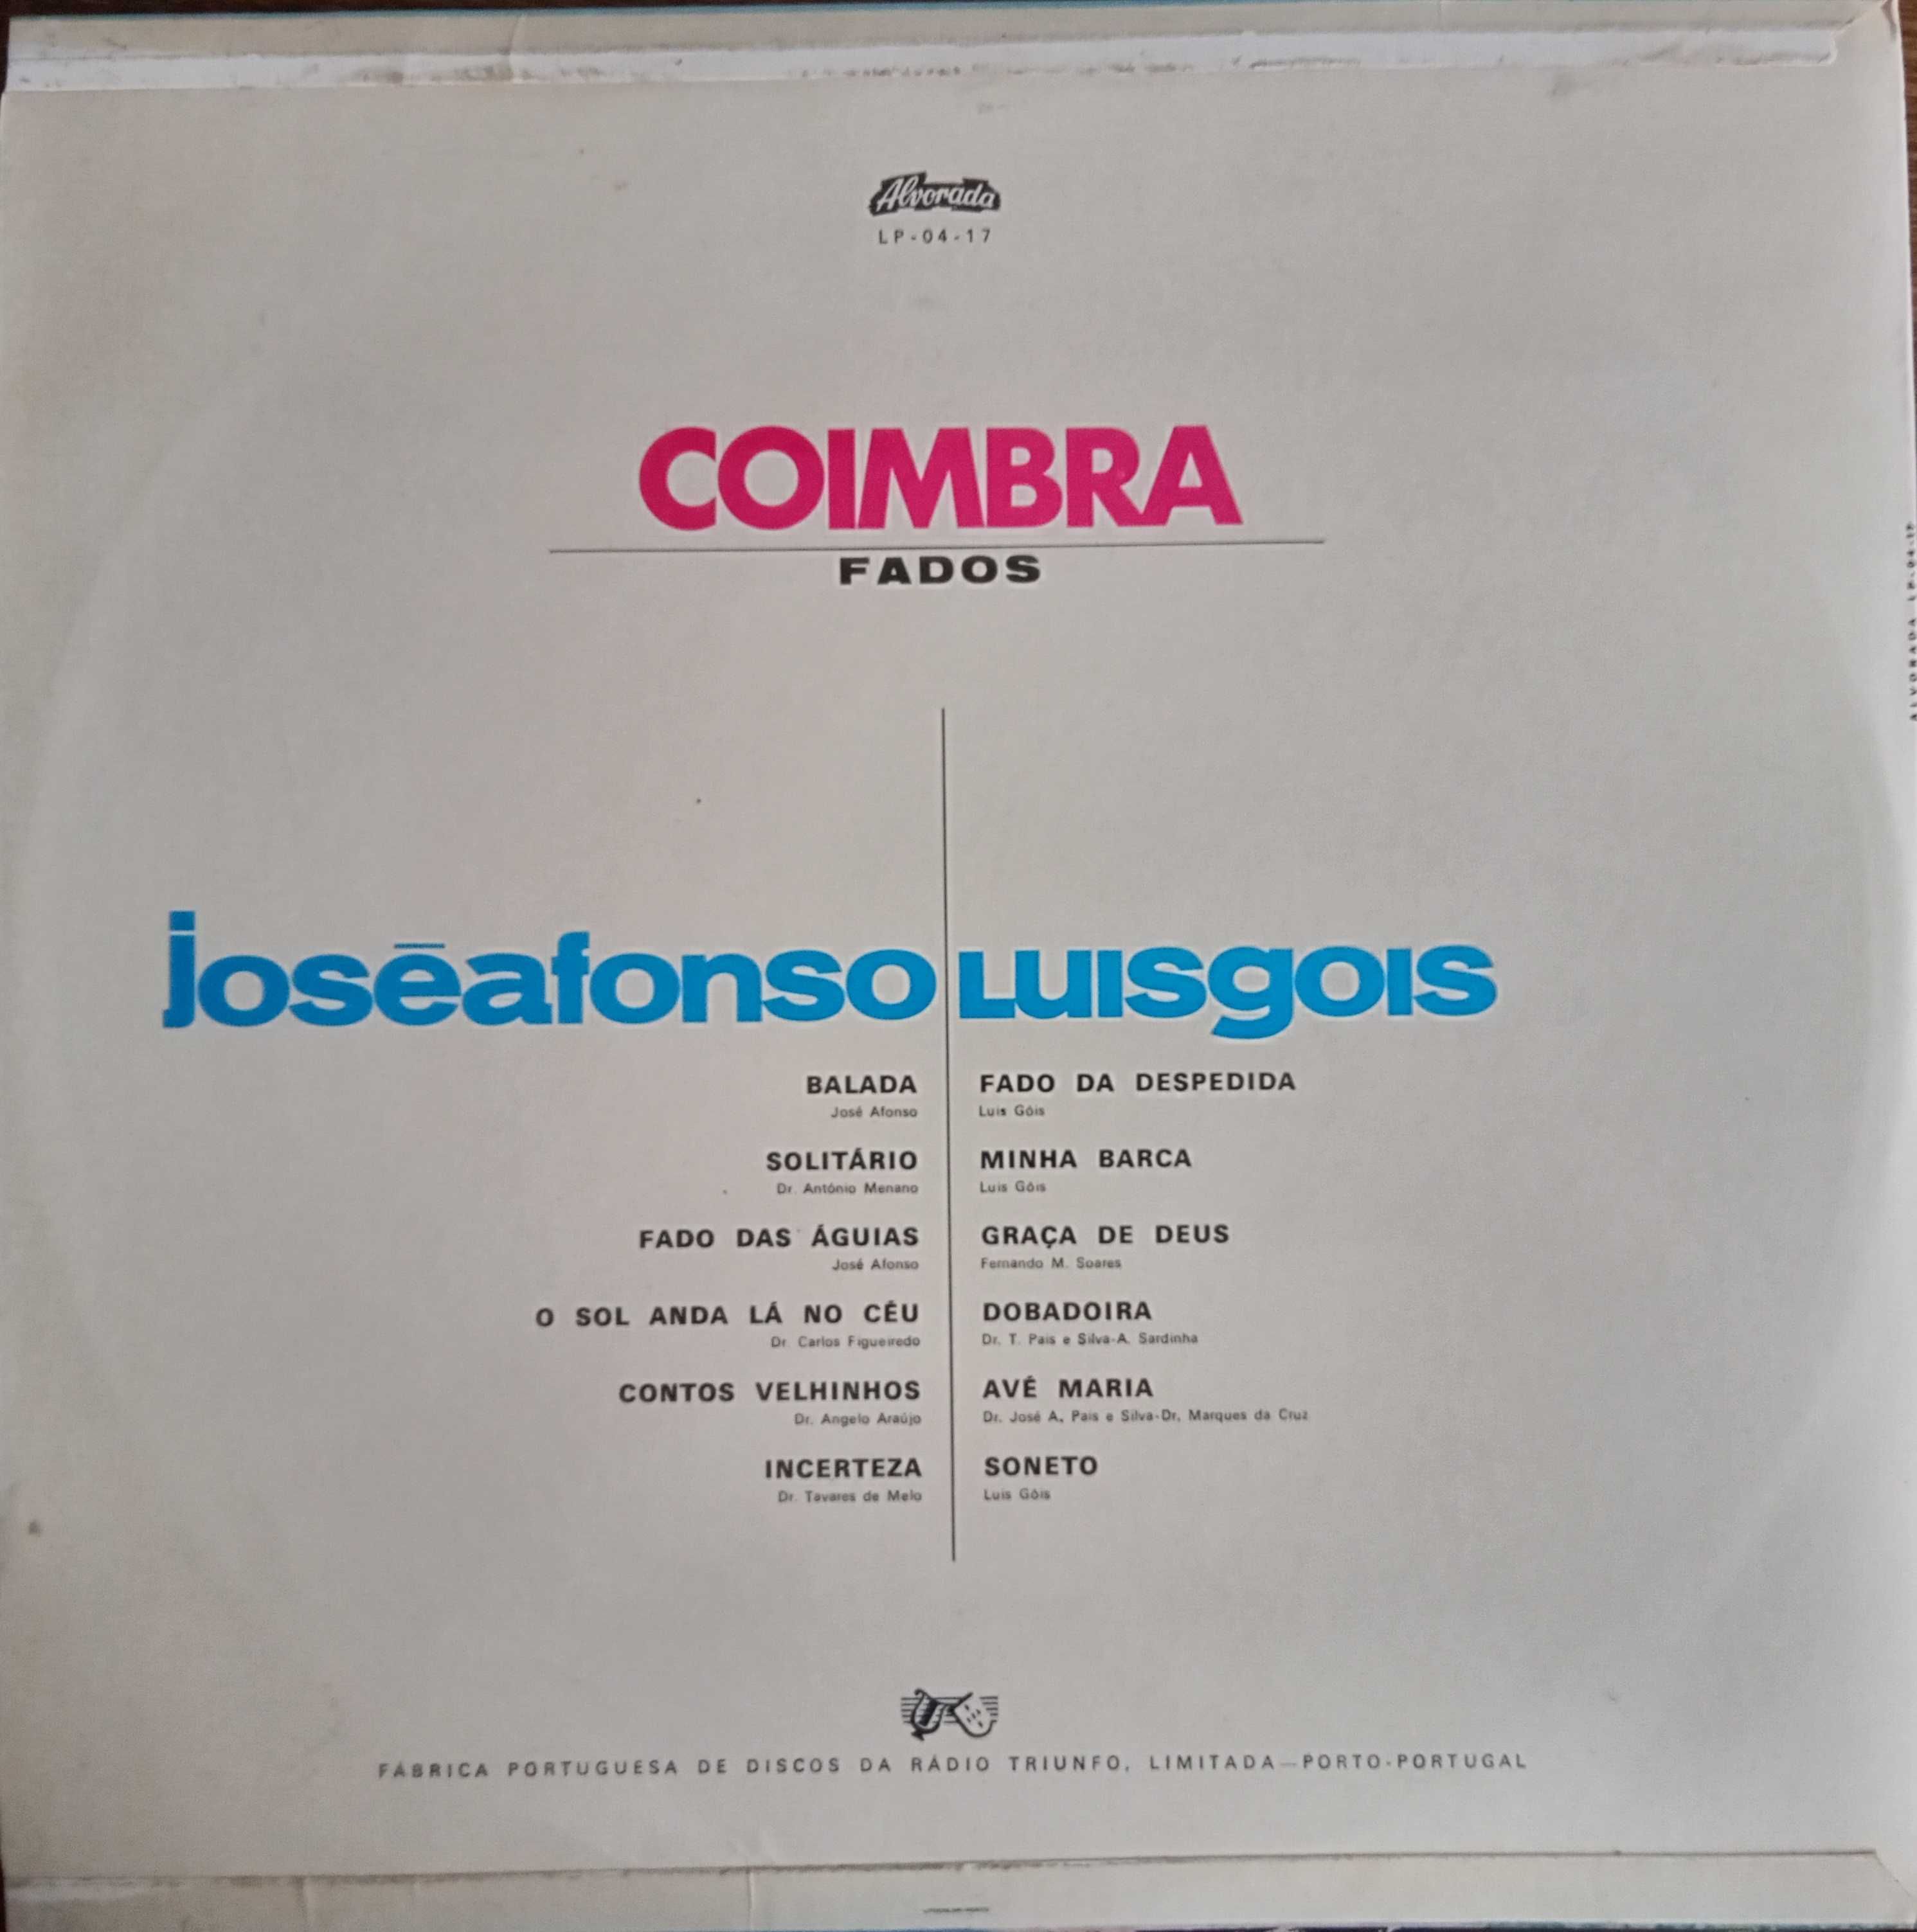 Alvorada
LP-04-17
COIMBRA
FADOS
joséafonso
Luisgois
BALADA
José Afonso
SOLITÁRIO
Dr. António Menano
FADO DAS ÁGUIAS
José Afonso
O SOL ANDA LÁ NO CÉU
Dr. Carlos Figueiredo
CONTOS VELHINHOS
Dr. Angelo Araújo
INCERTEZA
Dr. Tavares de Melo
FADO DA DESPEDIDA
Luis Góis
MINHA BARCA
Luis Góis
GRAÇA DE DEUS
Fernando M. Soares
DOBADOIRA
Dr. T. Pais e Silva-A. Sardinha
AVÉ MARIA
Dr. José A. Pais e Silva-Dr. Marques da Cruz
SONETO
Luis Góis
FÁBRICA PORTUGUESA DE DISCOS DA RÁDIO TRIUNFO, LIMITADA—PORTO-PORTUGAL
ALVORADA LP-04-17